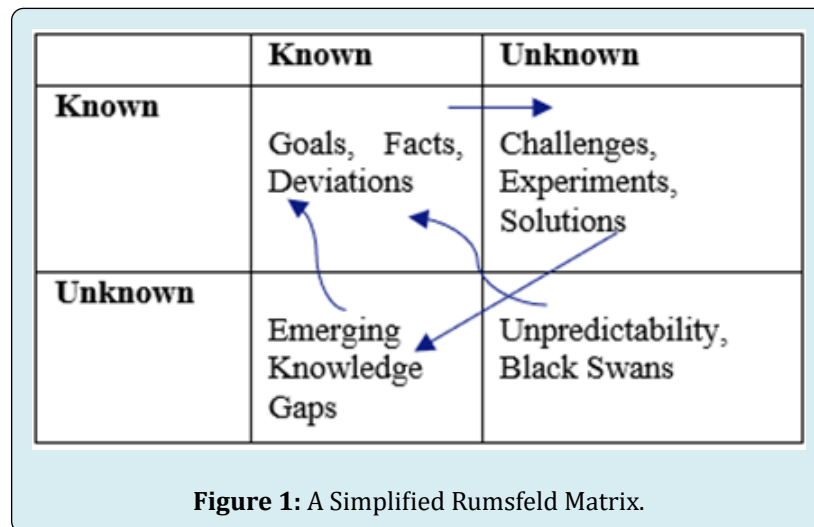 Known Unknown
Known
Goals, Facts, Challenges,
Deviations Experiments,
Solutions
Unknown
Emerging Unpredictability,
Knowledge Black Swans
Gaps
Figure 1: A Simplified Rumsfeld Matrix.